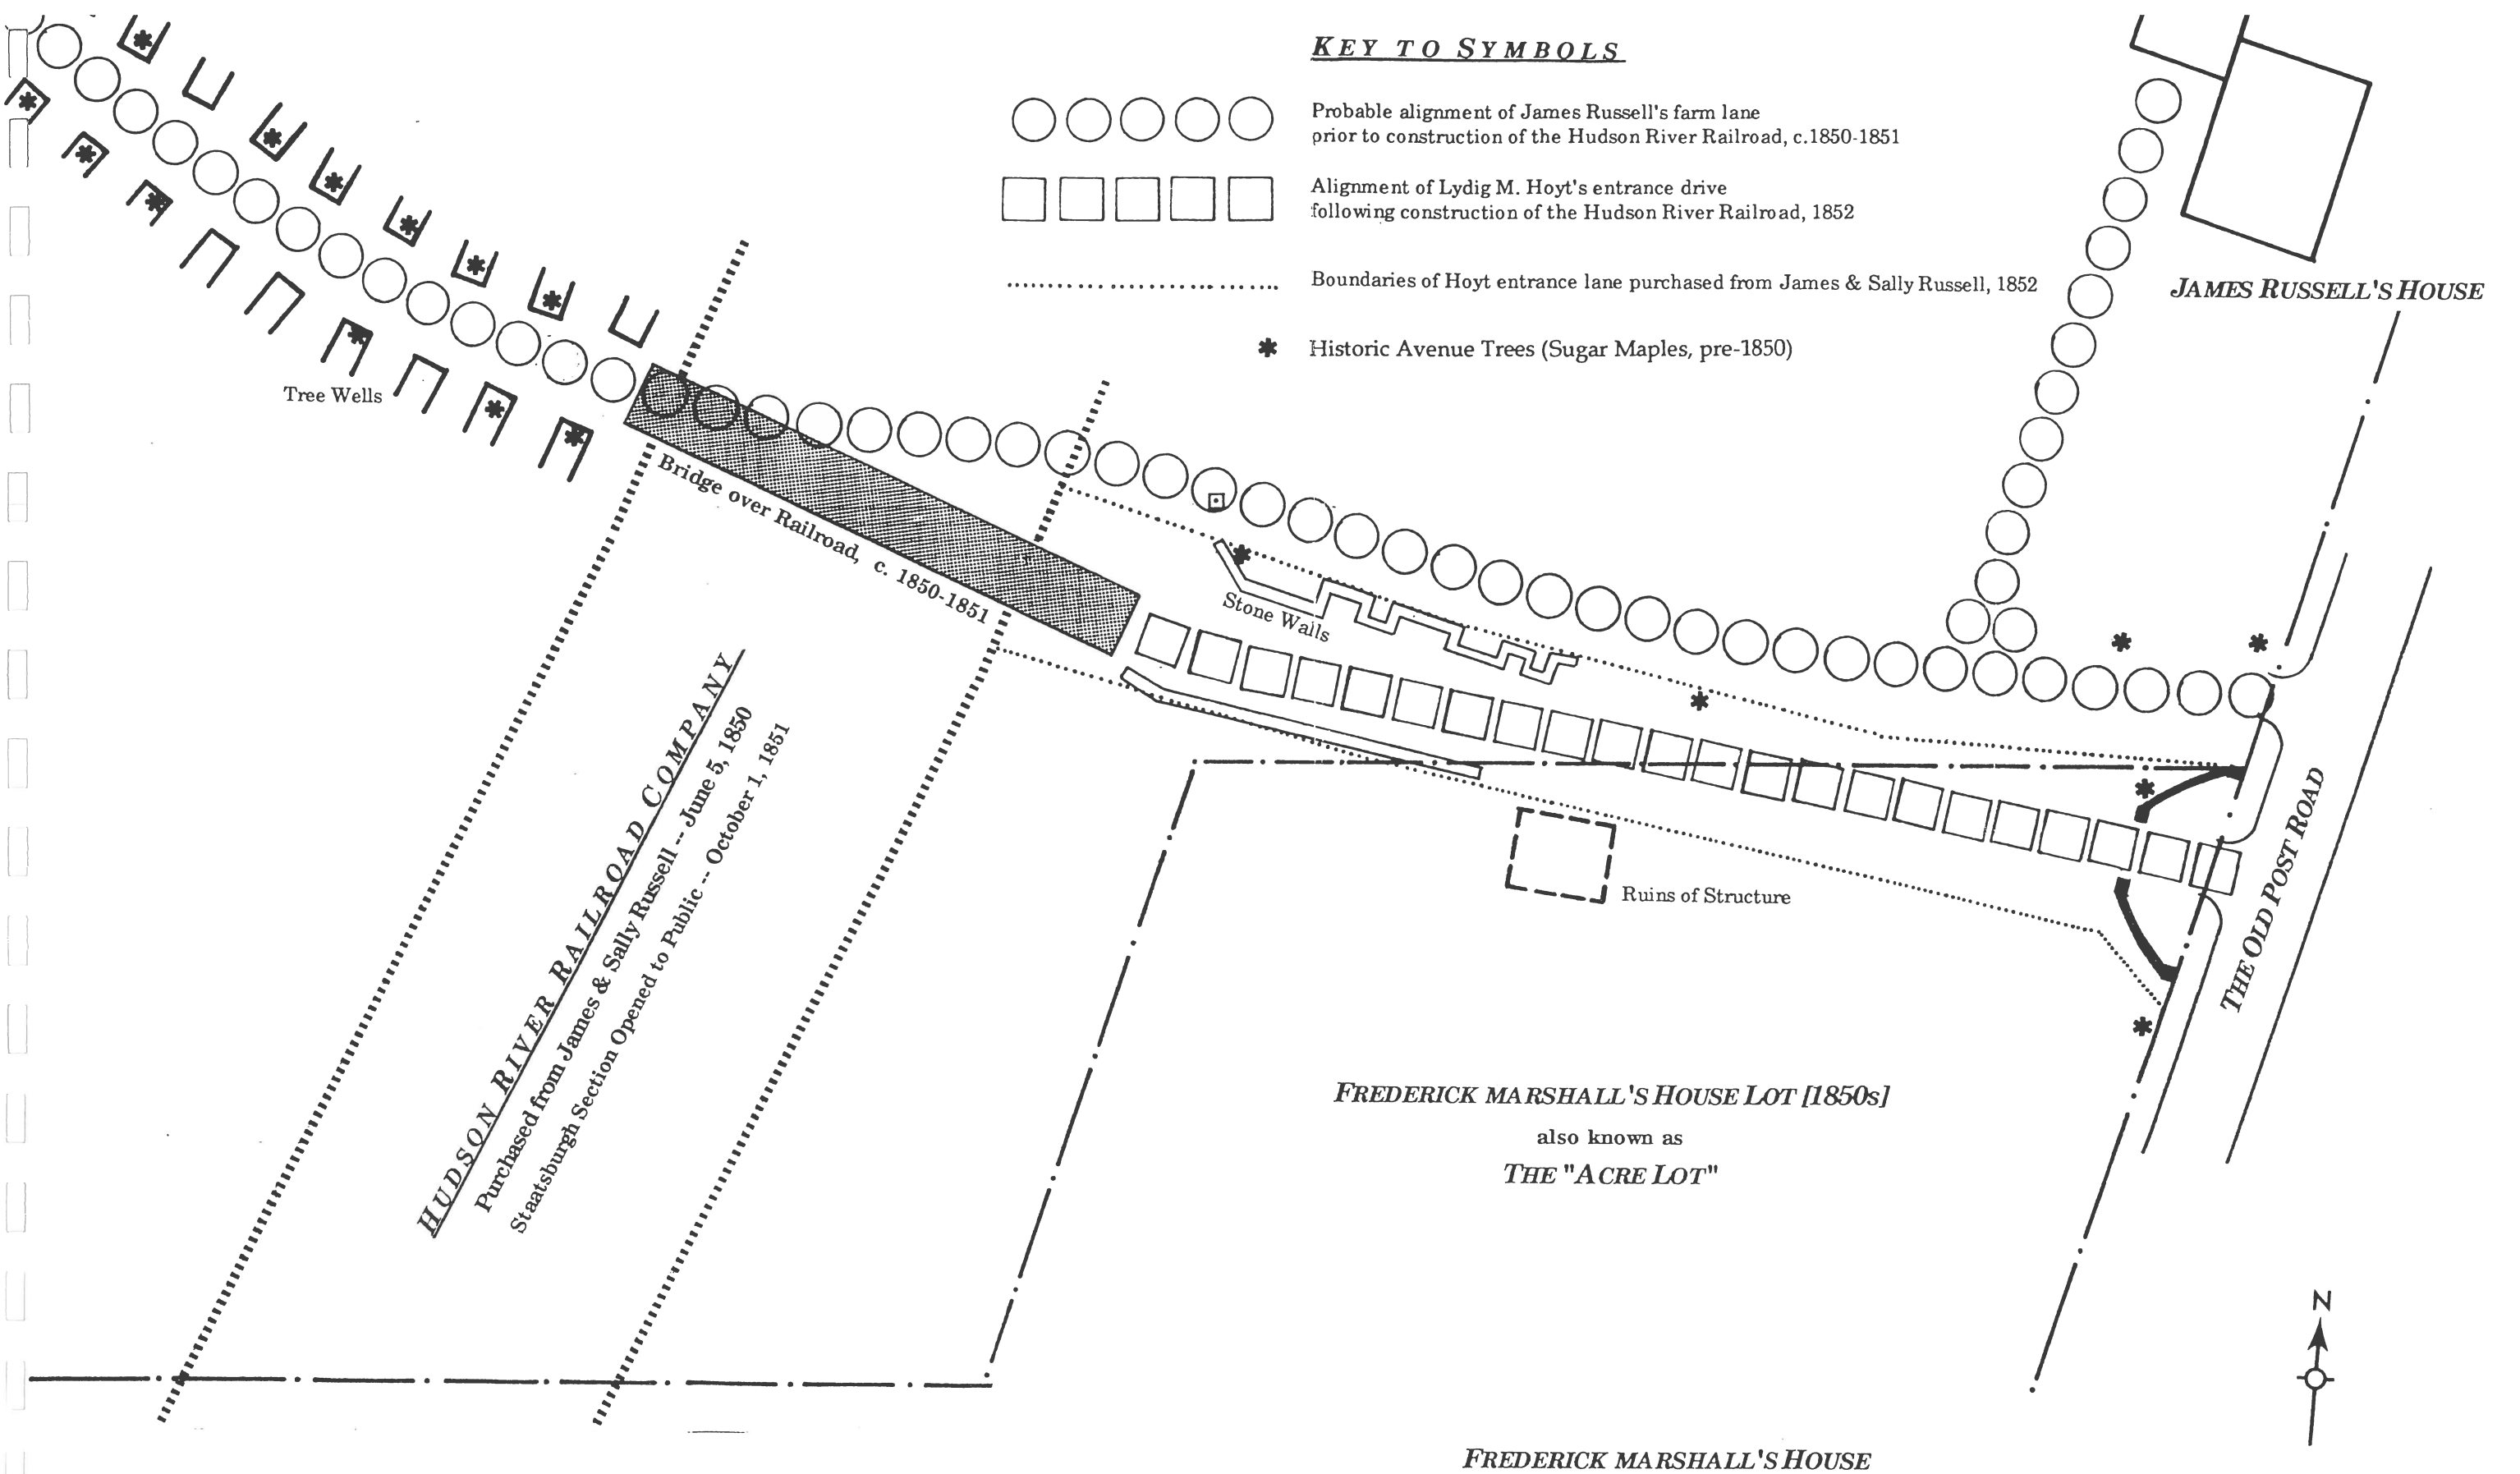 KEY TO SYMBOLS
Probable alignment of James Russell's farm lane
prior to construction of the Hudson River Railroad, c.1850-1851
Alignment of Lydig M. Hoyt's entrance drive
following construction of the Hudson River Railroad, 1852
Boundaries of Hoyt entrance lane purchased from James & Sally Russell, 1852
Historic Avenue Trees (Sugar Maples, pre-1850)
JAMES RUSSELL'S HOUSE
Tree Wells
Bridge over Railroad, c. 1850-1851
Stone Walls
HUDSON RIVER RAILROAD COMPANY
Purchased from James & Sally Russell -- June 5, 1850
Staatsburgh Section Opened to Public -- October 1, 1851
Ruins of Structure
THE OLD POST ROAD
FREDERICK MARSHALL'S HOUSE LOT [1850s]
also known as
THE "ACRE LOT"
N
FREDERICK MARSHALL'S HOUSE